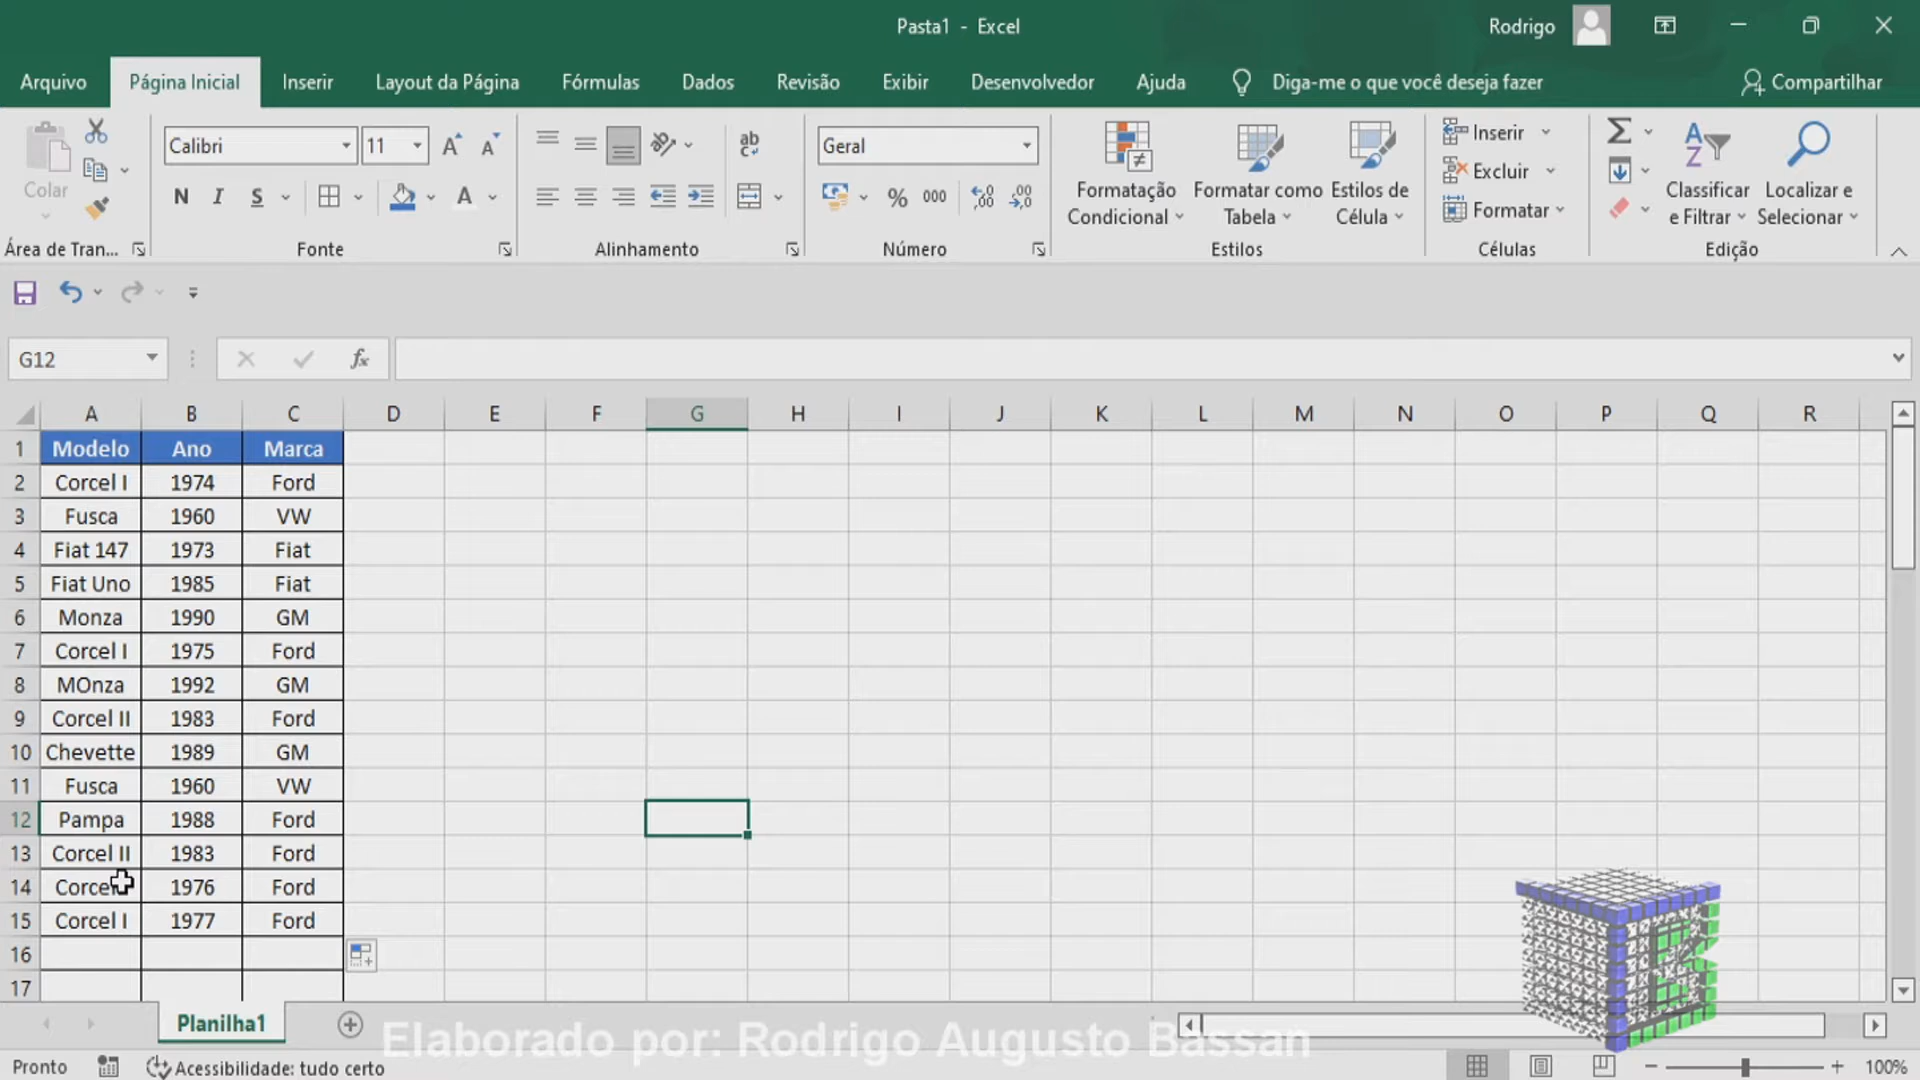 Pasta1 - Excel
Rodrigo
Arquivo Página Inicial Inserir Layout da Página Fórmulas Dados Revisão Exibir Desenvolvedor Ajuda Diga-me o que você deseja fazer Compartilhar
Colar
Área de Tran...
Calibri 11
N I S A
Fonte
ab
Alinhamento
Geral
% 000
Número
Formatação Condicional
Formatar como Tabela
Estilos de Célula
Estilos
Inserir
Excluir
Formatar
Células
Classificar e Filtrar
Localizar e Selecionar
Edição
G12 fx
A B C D E F G H I J K L M N O P Q R
1 Modelo Ano Marca
2 Corcel I 1974 Ford
3 Fusca 1960 VW
4 Fiat 147 1973 Fiat
5 Fiat Uno 1985 Fiat
6 Monza 1990 GM
7 Corcel I 1975 Ford
8 MOnza 1992 GM
9 Corcel II 1983 Ford
10 Chevette 1989 GM
11 Fusca 1960 VW
12 Pampa 1988 Ford
13 Corcel II 1983 Ford
14 1976 Ford
15 Corcel I 1977 Ford
16
17
Planilha1
Elaborado por: Rodrigo Augusto Bassan
Pronto Acessibilidade: tudo certo 100%